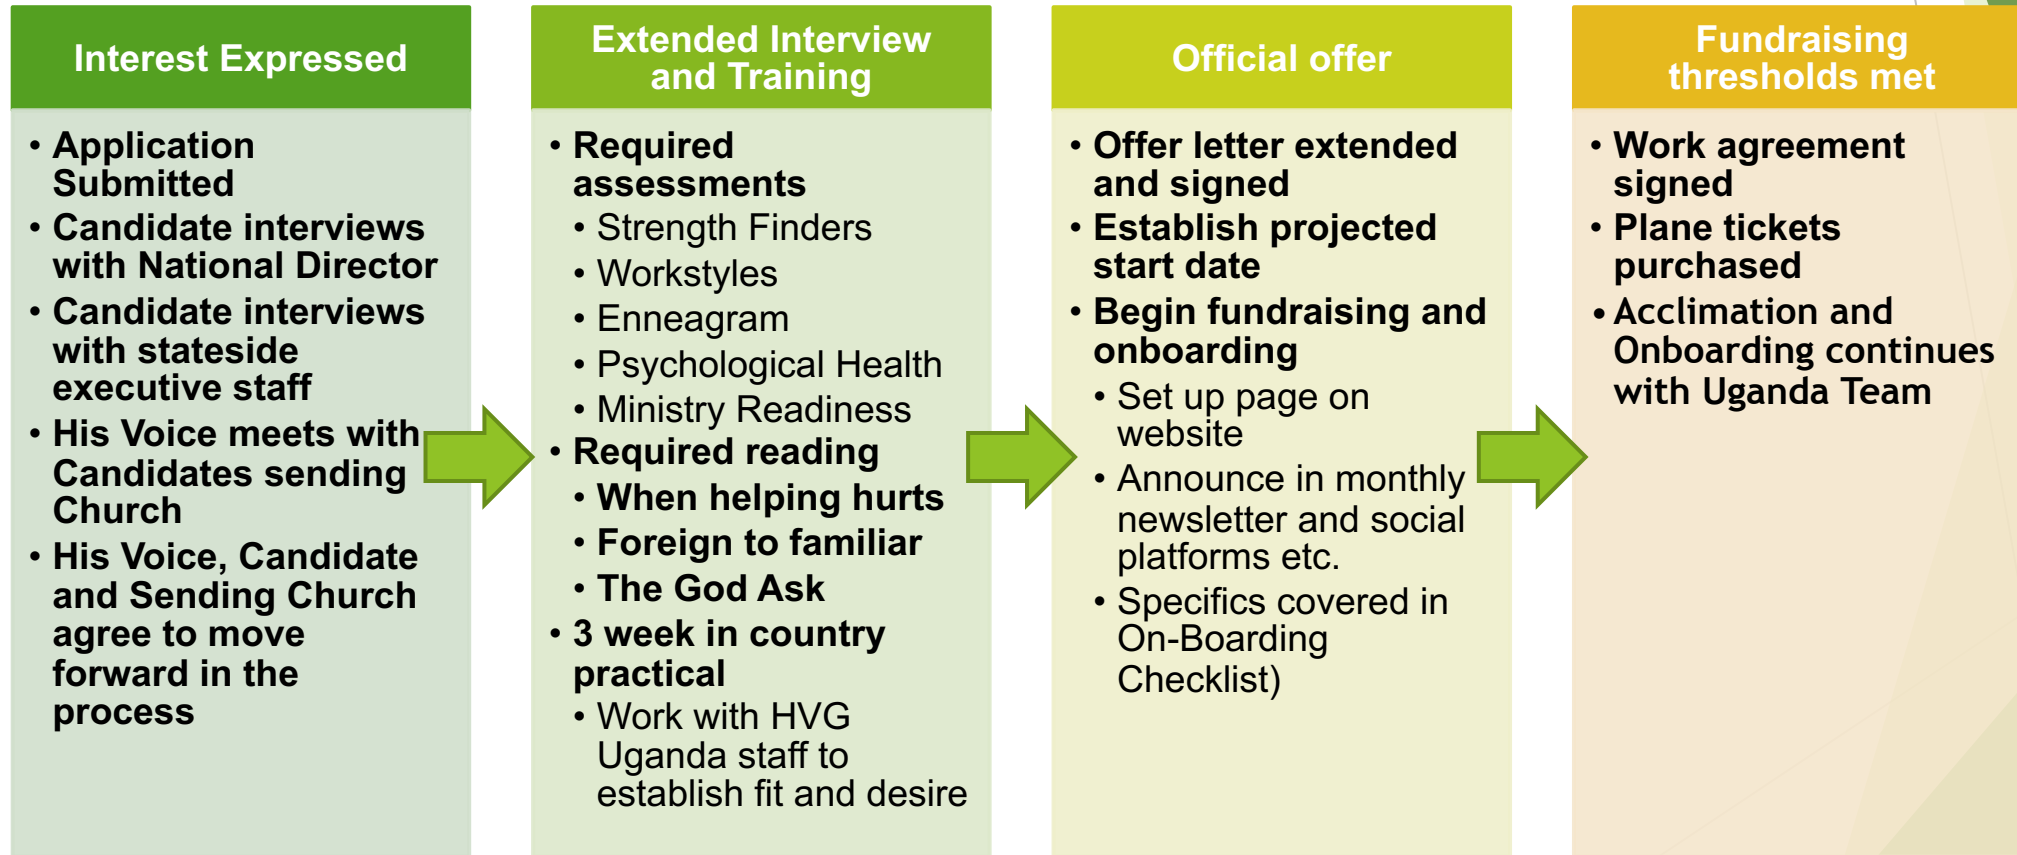 Interest Expressed
• Application
Submitted
• Candidate interviews
with National Director
• Candidate interviews
with stateside
executive staff
• His Voice meets with
Candidates sending
Church
• His Voice, Candidate
and Sending Church
agree to move
forward in the
process
Extended Interview
and Training
• Required
assessments
• Strength Finders
• Workstyles
• Enneagram
• Psychological Health
• Ministry Readiness
• Required reading
• When helping hurts
• Foreign to familiar
• The God Ask
• 3 week in country
practical
• Work with HVG
Uganda staff to
establish fit and desire
Official offer
• Offer letter extended
and signed
• Establish projected
start date
• Begin fundraising and
onboarding
• Set up page on
website
• Announce in monthly
newsletter and social
platforms etc.
• Specifics covered in
On-Boarding
Checklist)
Fundraising
thresholds met
• Work agreement
signed
• Plane tickets
purchased
• Acclimation and
Onboarding continues
with Uganda Team